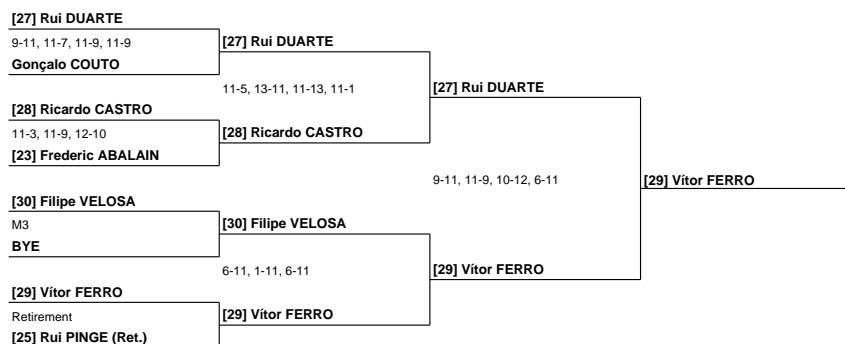 [27] Rui DUARTE
9-11, 11-7, 11-9, 11-9
Gonçalo COUTO
[27] Rui DUARTE
11-5, 13-11, 11-13, 11-1
[28] Ricardo CASTRO
11-3, 11-9, 12-10
[23] Frederic ABALAIN
[28] Ricardo CASTRO
[27] Rui DUARTE
9-11, 11-9, 10-12, 6-11
[29] Vítor FERRO
[30] Filipe VELOSA
M3
BYE
[30] Filipe VELOSA
6-11, 1-11, 6-11
[29] Vítor FERRO
[29] Vítor FERRO
Retirement
[25] Rui PINGE (Ret.)
[29] Vítor FERRO